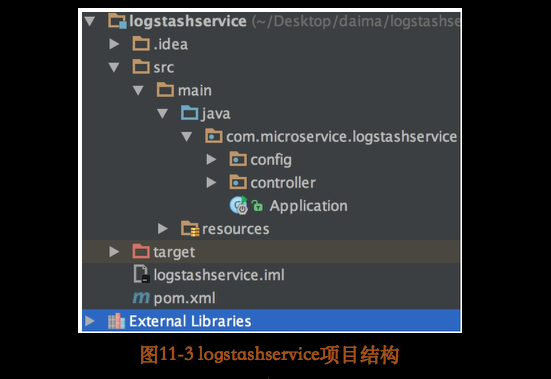 logstashservice (~/Desktop/daima/logstashse
.idea
src
main
java
com.microservice.logstashservice
config
controller
Application
resources
target
logstashservice.iml
pom.xml
External Libraries
图11-3 logstashservice项目结构